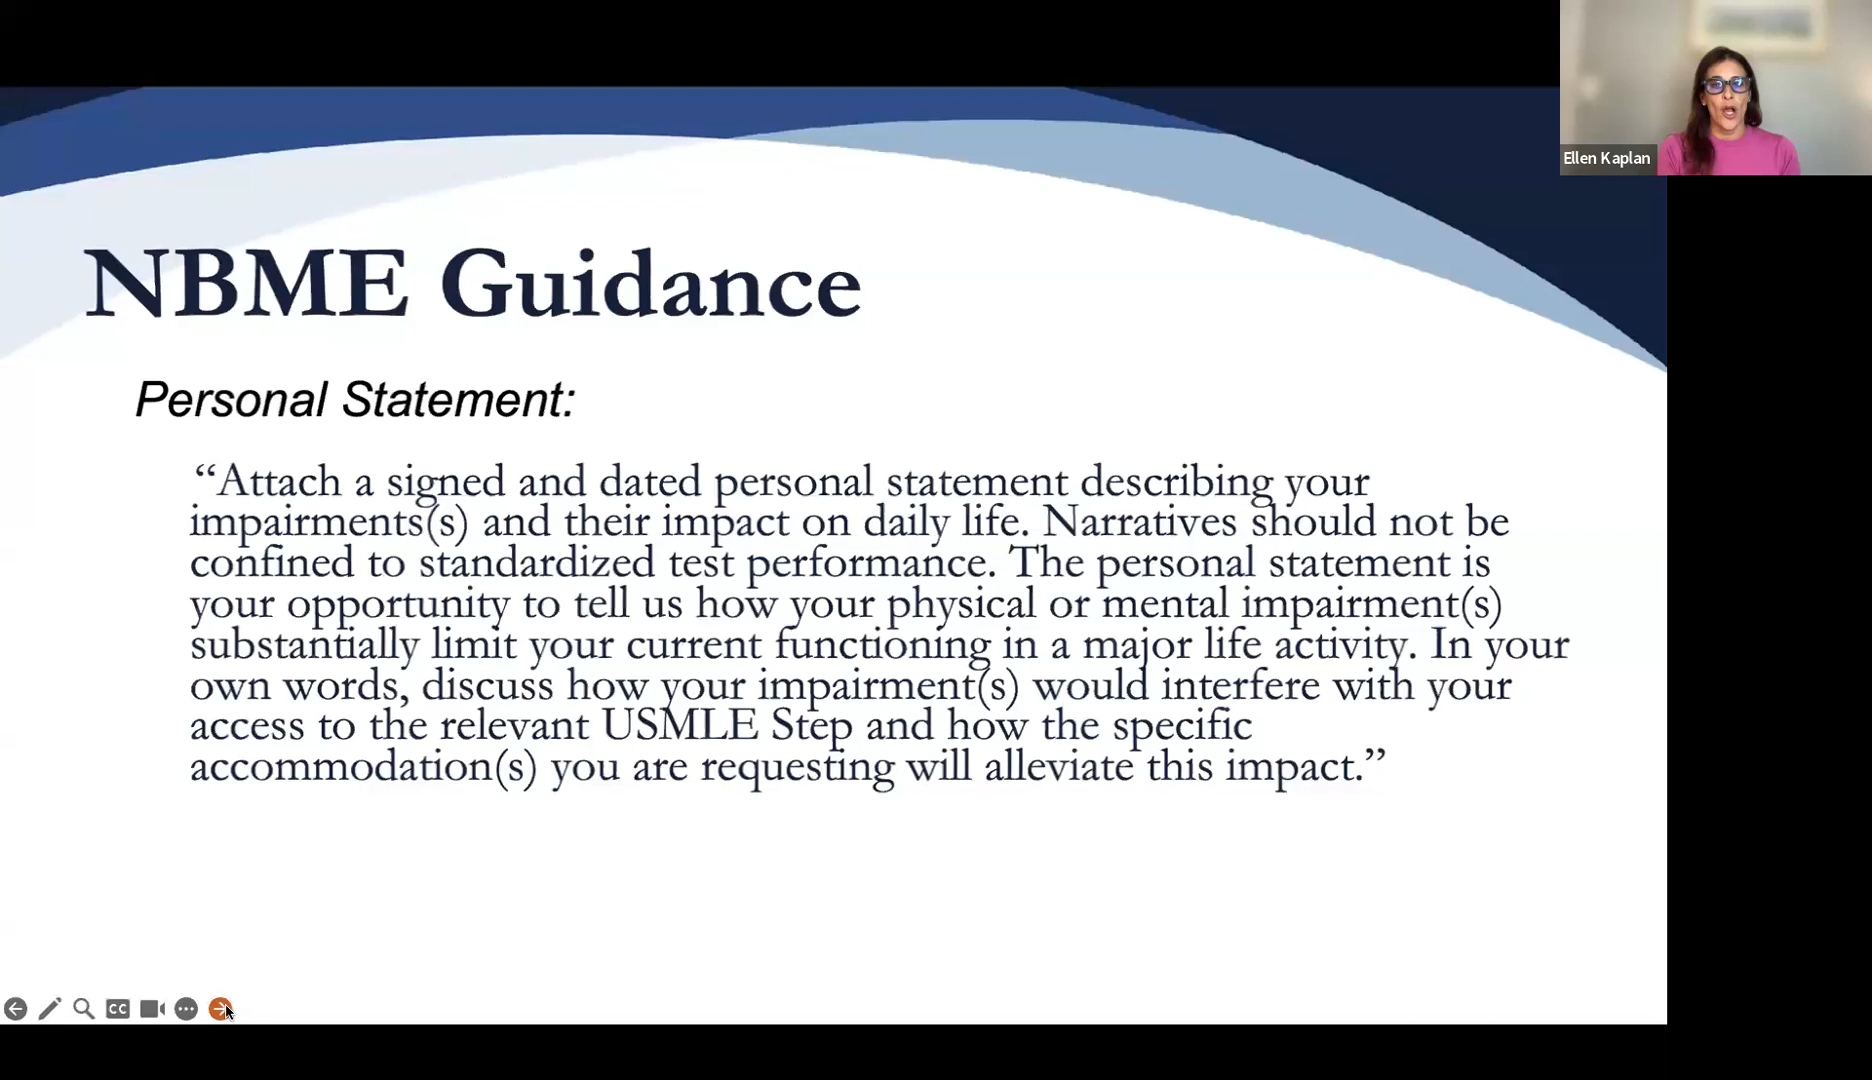 Ellen Kaplan
NBME Guidance
Personal Statement:
“Attach a signed and dated personal statement describing your
impairments(s) and their impact on daily life. Narratives should not be
confined to standardized test performance. The personal statement is
your opportunity to tell us how your physical or mental impairment(s)
substantially limit your current functioning in a major life activity. In your
own words, discuss how your impairment(s) would interfere with your
access to the relevant USMLE Step and how the specific
accommodation(s) you are requesting will alleviate this impact.”
CC